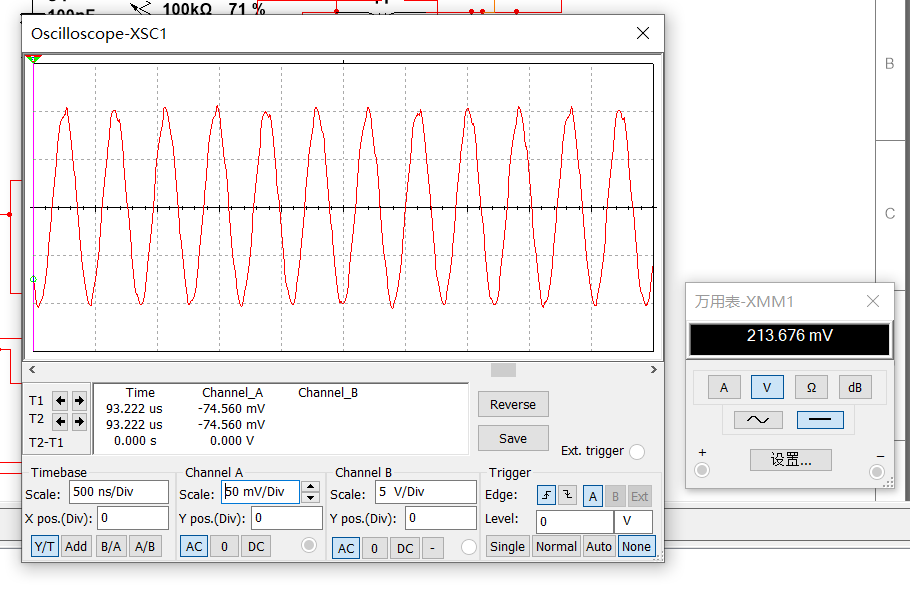 100kΩ 71 %
100pF
Oscilloscope-XSC1
B
C
万用表-XMM1
213.676 mV
A V Ω dB
+ −
设置...
Time Channel_A Channel_B
T1 93.222 us -74.560 mV
T2 93.222 us -74.560 mV
T2-T1 0.000 s 0.000 V
Reverse
Save
Ext. trigger
Timebase
Scale: 500 ns/Div
X pos.(Div): 0
Y/T Add B/A A/B
Channel A
Scale: 50 mV/Div
Y pos.(Div): 0
AC 0 DC
Channel B
Scale: 5 V/Div
Y pos.(Div): 0
AC 0 DC -
Trigger
Edge: A B Ext
Level: 0 V
Single Normal Auto None